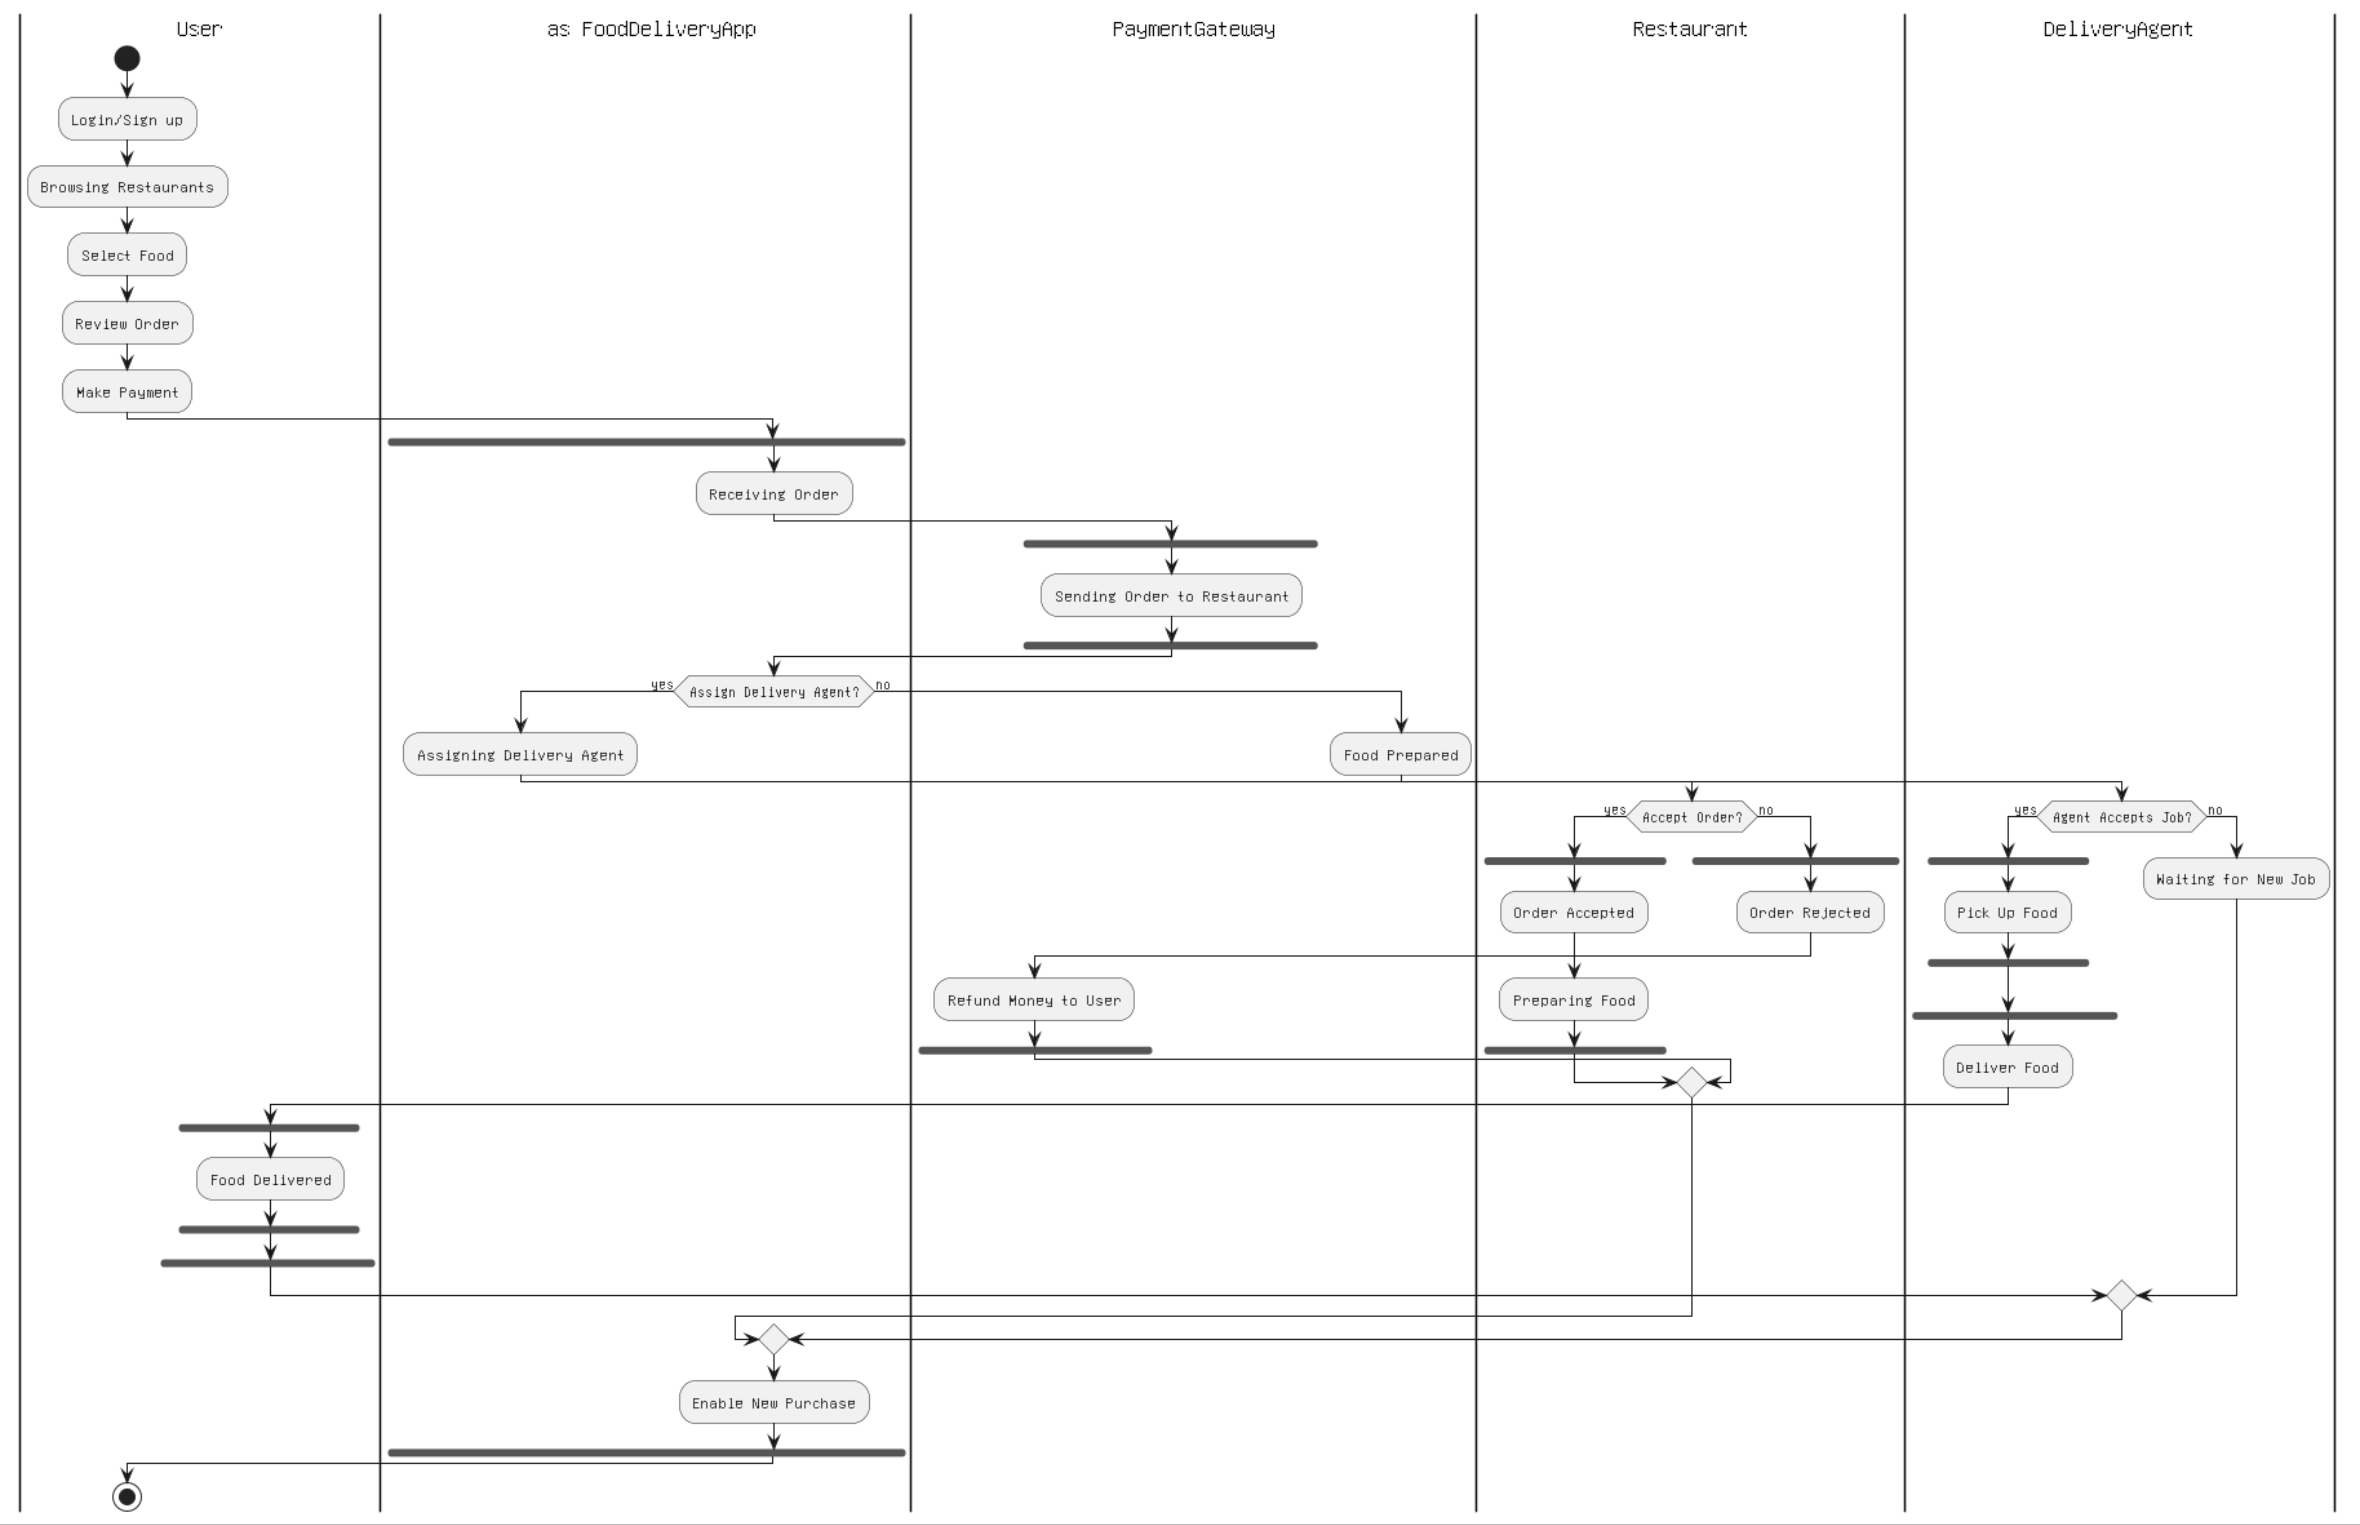 User
as FoodDeliveryApp
PaymentGateway
Restaurant
DeliveryAgent
Login/Sign up
Browsing Restaurants
Select Food
Review Order
Make Payment
Receiving Order
Sending Order to Restaurant
yes
Assign Delivery Agent?
no
Assigning Delivery Agent
Food Prepared
yes
Accept Order?
no
yes
Agent Accepts Job?
no
Waiting for New Job
Order Accepted
Order Rejected
Pick Up Food
Refund Money to User
Preparing Food
Deliver Food
Food Delivered
Enable New Purchase